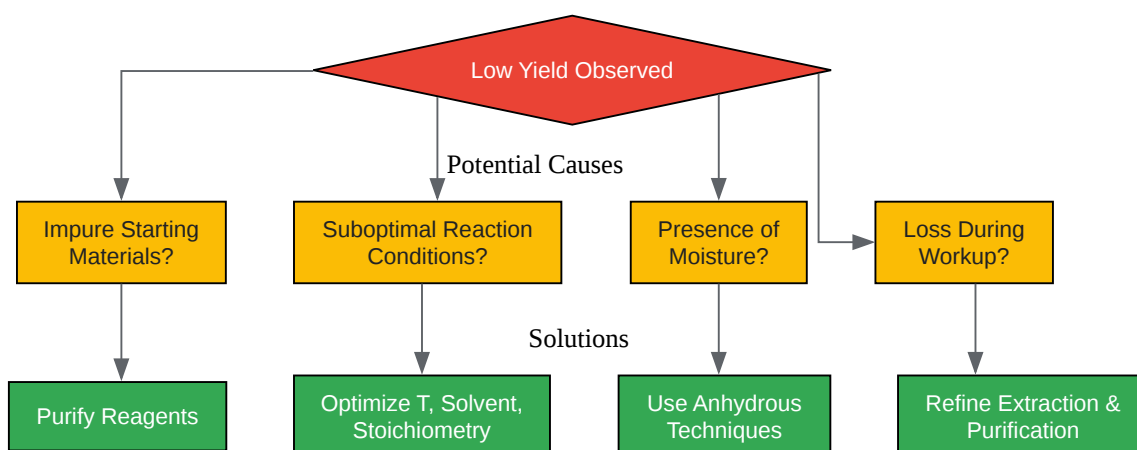 Low Yield Observed
Potential Causes
Impure Starting
Materials?
Suboptimal Reaction
Conditions?
Presence of
Moisture?
Loss During
Workup?
Solutions
Purify Reagents
Optimize T, Solvent,
Stoichiometry
Use Anhydrous
Techniques
Refine Extraction &
Purification